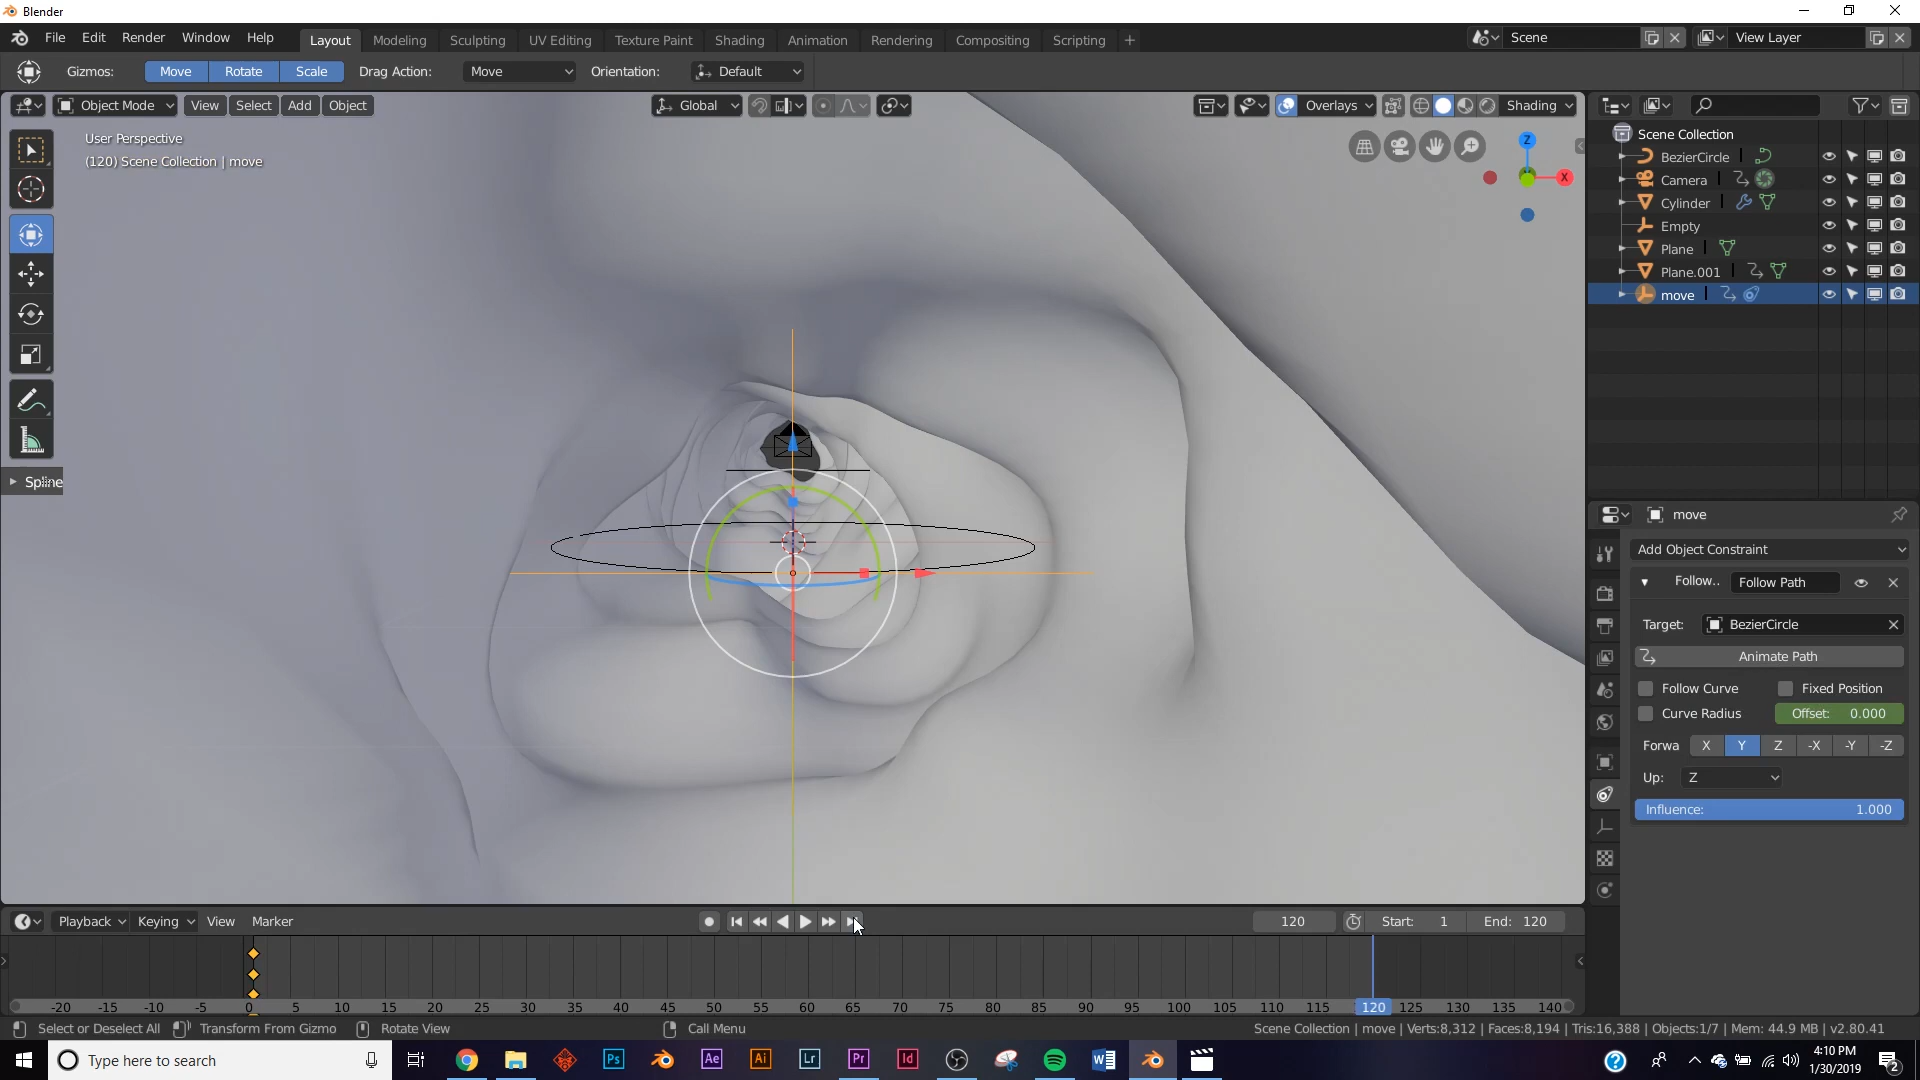 Blender
File Edit Render Window Help Layout Modeling Sculpting UV Editing Texture Paint Shading Animation Rendering Compositing Scripting + Scene View Layer
Gizmos: Move Rotate Scale Drag Action: Move Orientation: Default
Object Mode View Select Add Object Global Overlays Shading
User Perspective
(120) Scene Collection | move
Z
X
Scene Collection
BezierCircle
Camera
Cylinder
Empty
Plane
Plane.001
move
Spline
move
Add Object Constraint
Follow.. Follow Path
Target: BezierCircle
Animate Path
Follow Curve Fixed Position
Curve Radius Offset: 0.000
Forwa X Y Z -X -Y -Z
Up: Z
Influence: 1.000
Playback Keying View Marker 120 Start: 1 End: 120
-20 -15 -10 -5 0 5 10 15 20 25 30 35 40 45 50 55 60 65 70 75 80 85 90 95 100 105 110 115 120 125 130 135 140
Select or Deselect All Transform From Gizmo Rotate View Call Menu Scene Collection | move | Verts:8,312 | Faces:8,194 | Tris:16,388 | Objects:1/7 | Mem: 44.9 MB | v2.80.41
Type here to search Ps Ae Ai Lr Pr Id W
4:10 PM
1/30/2019
2